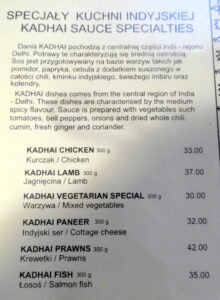 SPECJAŁY KUCHNI INDYJSKIEJ
KADHAI SAUCE SPECIALTIES
Dania KADHAI pochodzą z centralnej części Indii - rejonu
Delhi. Potrawy te charakteryzują się średnią ostrością.
Sos jest przygotowywany na bazie warzyw takich jak
pomidor, papryka, cebula z dodatkiem suszonego w
całości chili, kminku indyjskiego, świeżego imbiru oraz
kolendry.
KADHAI dishes comes from the central region of India
- Delhi. These dishes are characterised by the medium
spicy flavour. Sauce is prepared with vegetables such
tomatoes, bell peppers, onions and dried whole chilly,
cumin, fresh ginger and coriander.
KADHAI CHICKEN 300 g 33.00
Kurczak / Chicken
KADHAI LAMB 300 g 37.00
Jagnięcina / Lamb
KADHAI VEGETARIAN SPECIAL 300 g 30.00
Warzywa / Mixed vegetables
KADHAI PANEER 300 g 32.00
Indyjski ser / Cottage cheese
KADHAI PRAWNS 300 g 42.00
Krewetki / Prawns
KADHAI FISH 300 g 35.00
Łosoś / Salmon fish